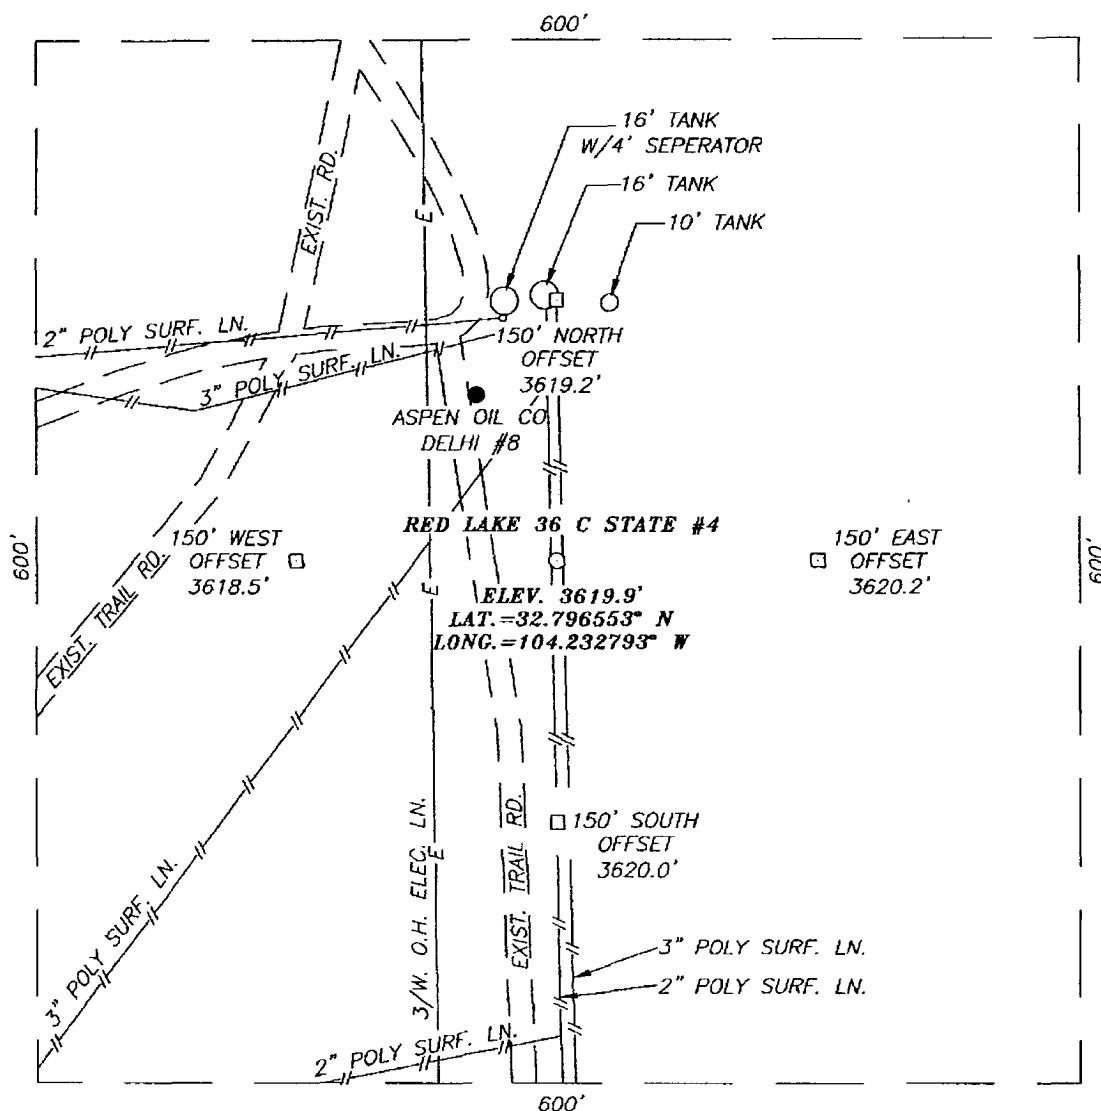 600'
16' TANK
W/4' SEPERATOR
16' TANK
10' TANK
EXIST. RD.
E
2" POLY SURF. LN.
3" POLY SURF. LN.
150' NORTH
OFFSET
3619.2'
ASPEN OIL CO
DELHI #8
RED LAKE 36 C STATE #4
600'
150' WEST
OFFSET
3618.5'
150' EAST
OFFSET
3620.2'
600'
E
ELEV. 3619.9'
LAT.=32.796553° N
LONG.=104.232793° W
EXIST. TRAIL RD.
150' SOUTH
OFFSET
3620.0'
3/W. O.H. ELEC. LN.
E
EXIST. TRAIL RD.
3" POLY SURF. LN.
3" POLY SURF. LN.
2" POLY SURF. LN.
2" POLY SURF. LN.
600'